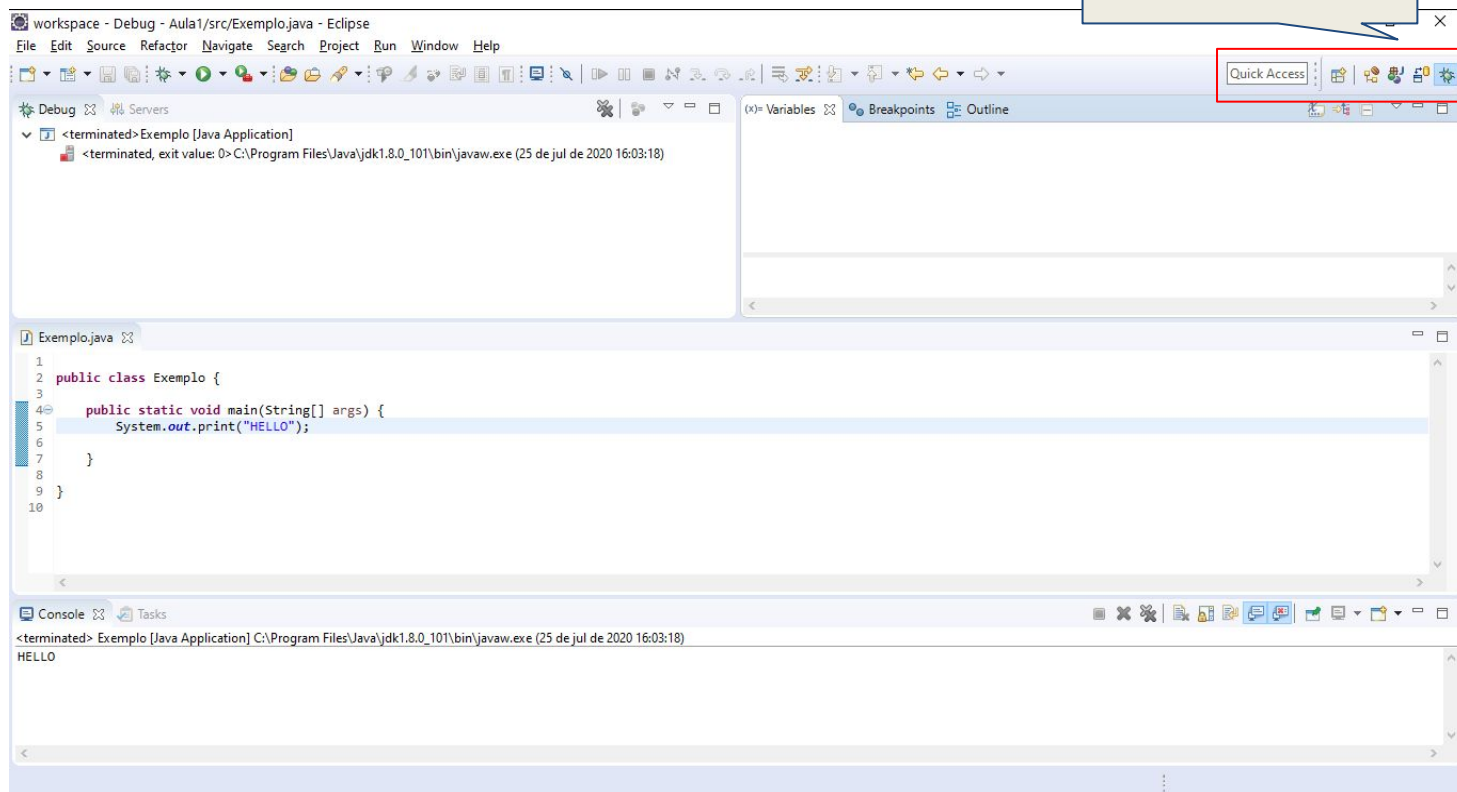 workspace - Debug - Aula1/src/Exemplo.java - Eclipse
File Edit Source Refactor Navigate Search Project Run Window Help
Quick Access
Debug Servers
(x)= Variables Breakpoints Outline
<terminated>Exemplo [Java Application]
<terminated, exit value: 0>C:\Program Files\Java\jdk1.8.0_101\bin\javaw.exe (25 de jul de 2020 16:03:18)
Exemplo.java
1
2 public class Exemplo {
3
4 public static void main(String[] args) {
5 System.out.print("HELLO");
6
7 }
8
9 }
10
Console Tasks
<terminated> Exemplo [Java Application] C:\Program Files\Java\jdk1.8.0_101\bin\javaw.exe (25 de jul de 2020 16:03:18)
HELLO